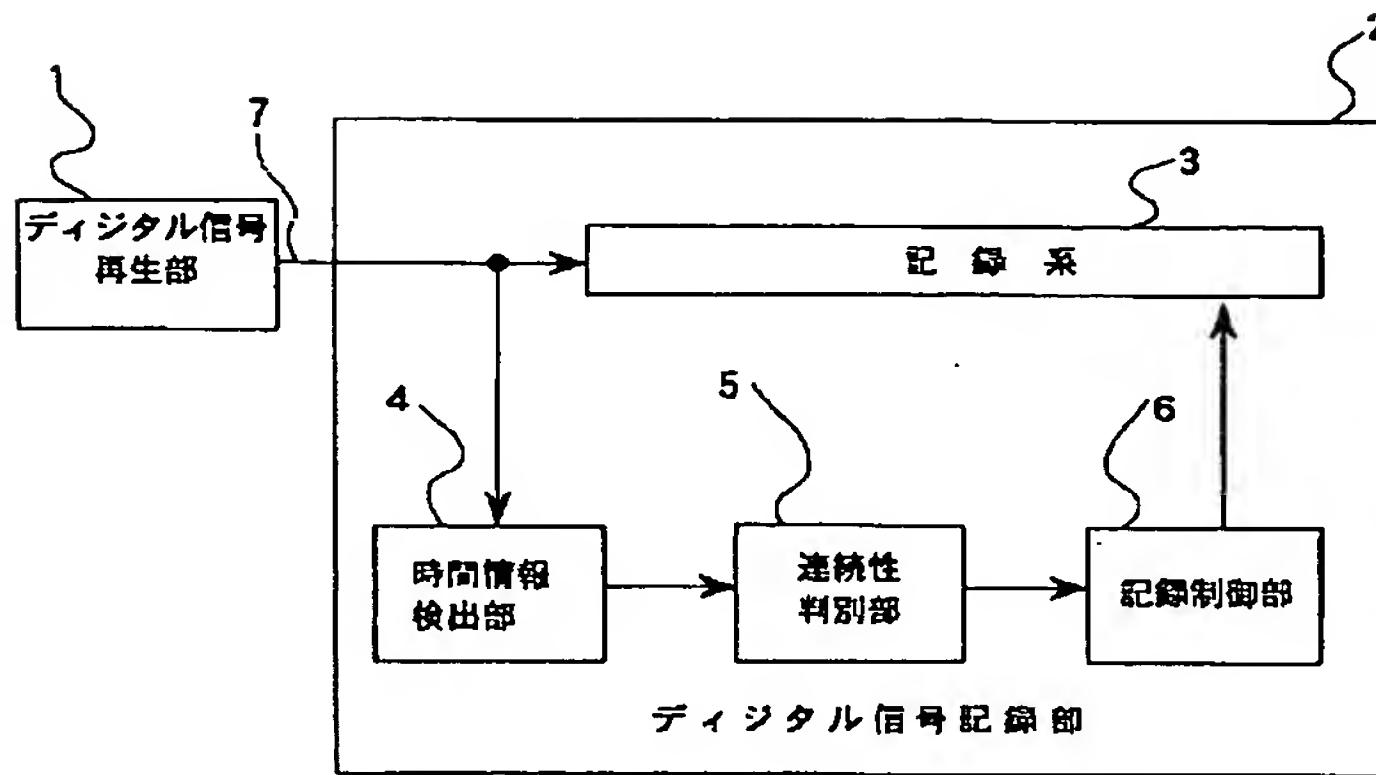 2
1
7
3
ディジタル信号
再生部
記録系
4
5
6
時間情報
検出部
連続性
判別部
記録制御部
ディジタル信号記録部